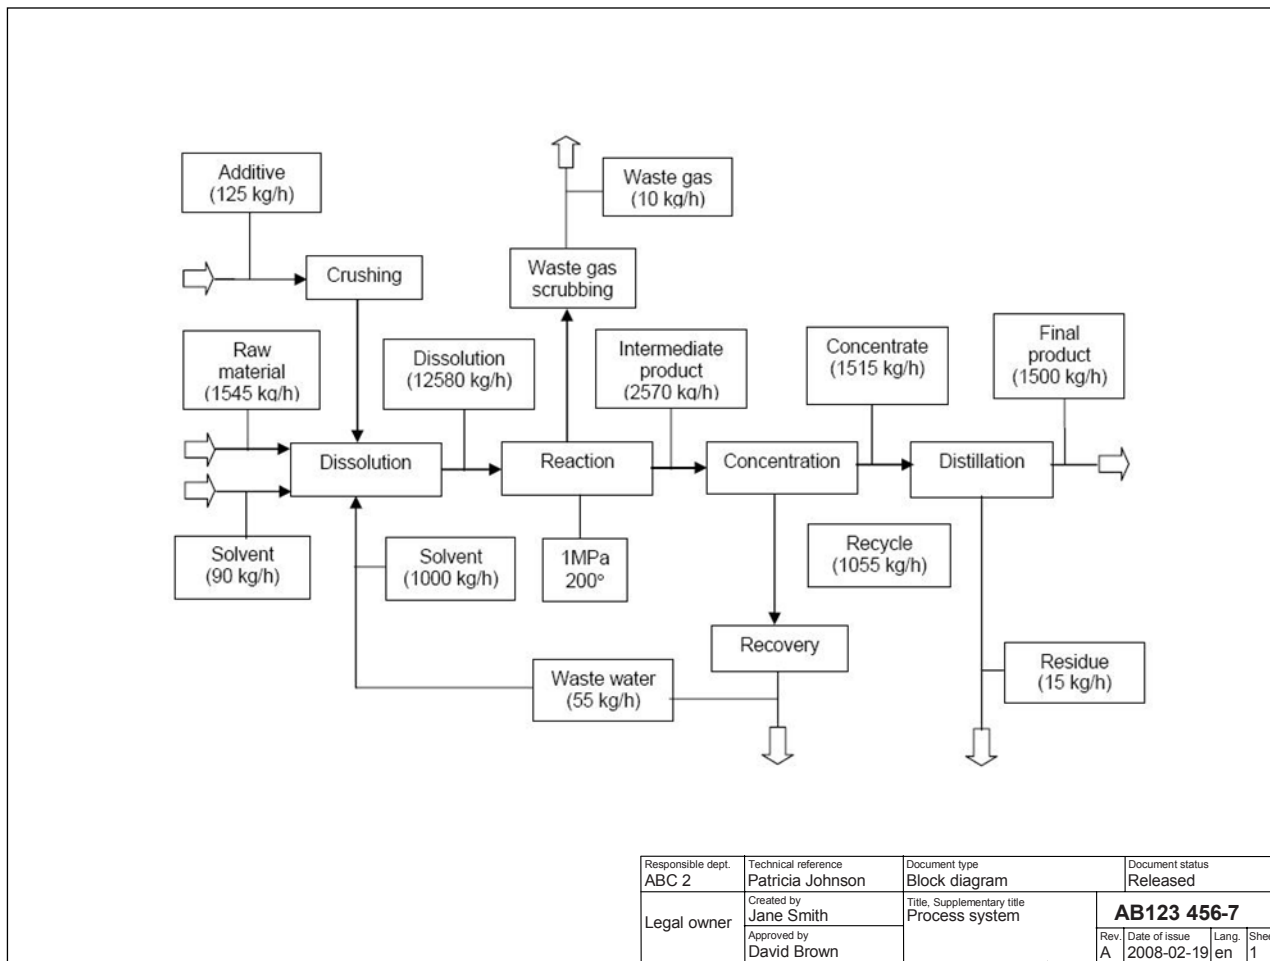 Additive
(125 kg/h)
Waste gas
(10 kg/h)
Crushing
Waste gas
scrubbing
Raw
material
(1545 kg/h)
Dissolution
(12580 kg/h)
Intermediate
product
(2570 kg/h)
Concentrate
(1515 kg/h)
Final
product
(1500 kg/h)
Dissolution
Reaction
Concentration
Distillation
Solvent
(90 kg/h)
Solvent
(1000 kg/h)
1MPa
200°
Recycle
(1055 kg/h)
Recovery
Waste water
(55 kg/h)
Residue
(15 kg/h)
Responsible dept.
ABC 2
Technical reference
Patricia Johnson
Document type
Block diagram
Document status
Released
Legal owner
Created by
Jane Smith
Approved by
David Brown
Title, Supplementary title
Process system
AB123 456-7
Rev.
A
Date of issue
2008-02-19
Lang.
en
Shee
1